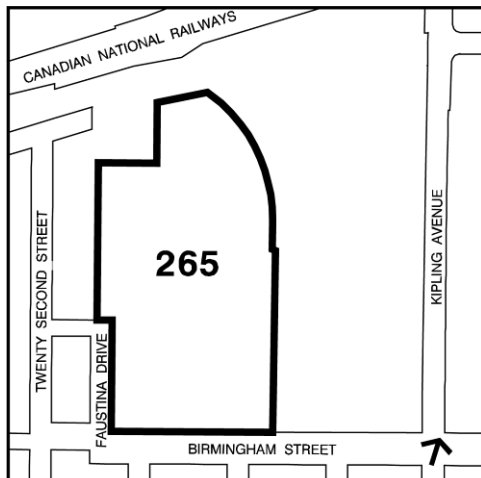 CANADIAN NATIONAL RAILWAYS
265
TWENTY SECOND STREET
FAUSTINA DRIVE
KIPLING AVENUE
BIRMINGHAM STREET